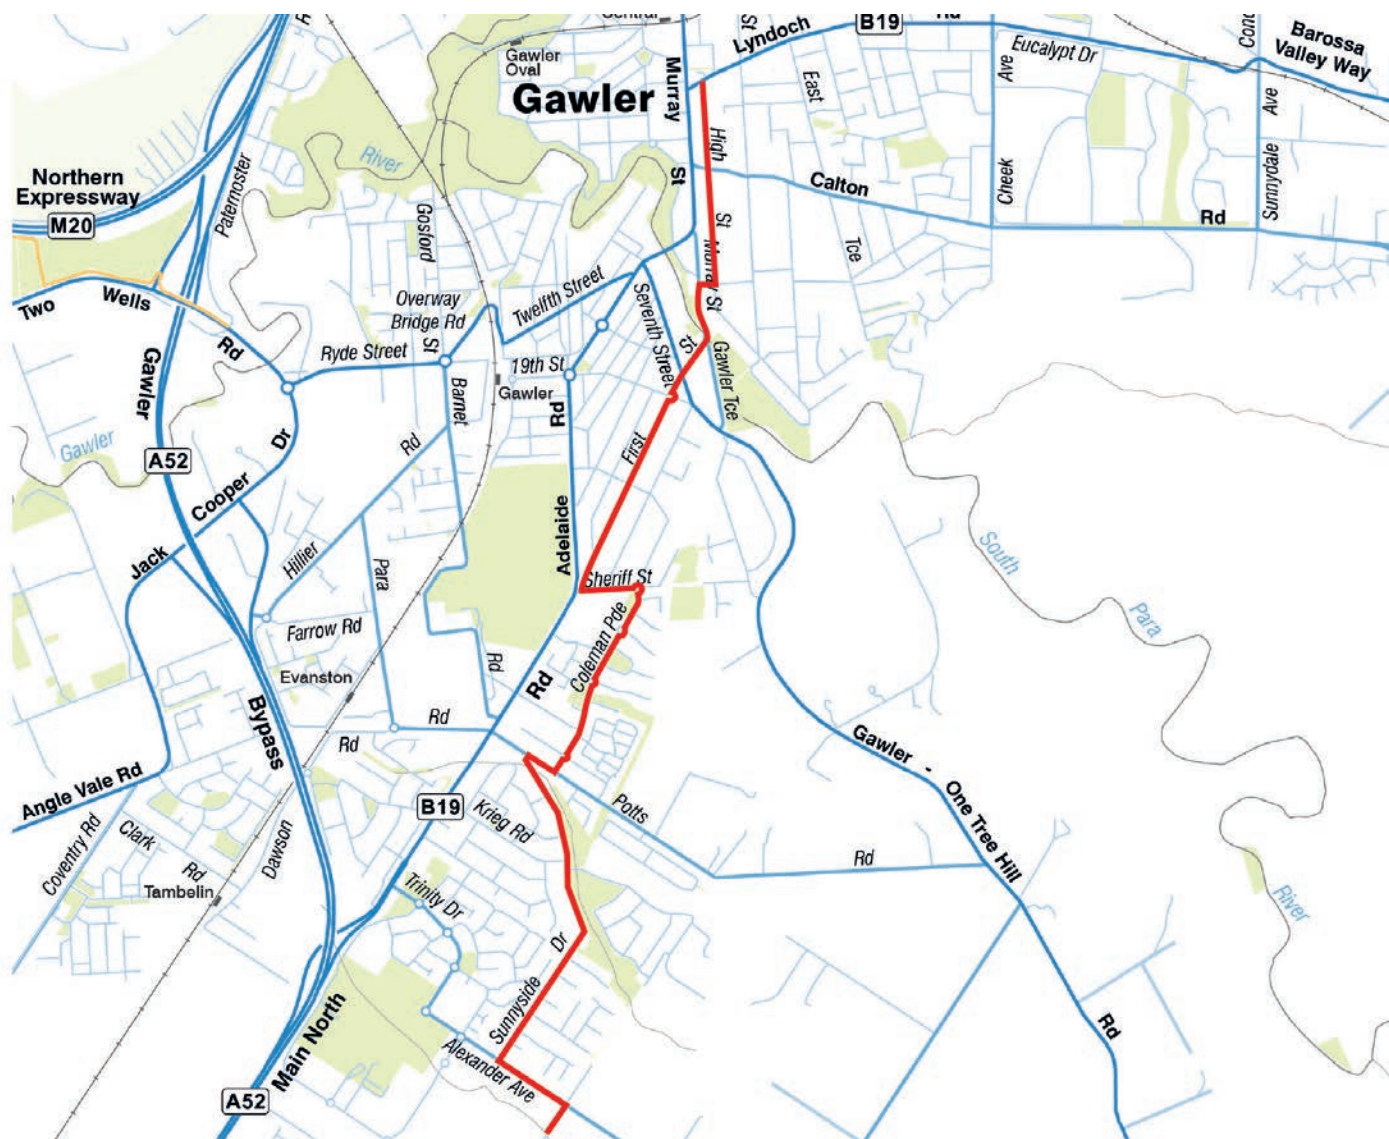 Central
Rd
B19
Lyndoch
St
Barossa
Valley Way
Eucalypt Dr
Gawler
Oval
Gawler
Murray
St
High
St
East
Tce
Ave
Cheek
Ave
Sunnydale
Calton
Rd
River
Northern
Expressway
M20
Paternoster
Gosford
St
Murray St
Two
Wells
Rd
Overway
Bridge Rd
Twelfth Street
Seventh Street
Ryde Street
19th St
Gawler
St
Gawler Tce
Gawler
Barnet
Rd
Rd
First
Gawler
A52
Dr
Cooper
Jack
Adelaide
Hillier
Para
Sheriff St
South
Para
River
Farrow Rd
Coleman Pde
Evanston
Rd
Rd
Bypass
Rd
Rd
Gawler - One Tree Hill
Rd
Angle Vale Rd
B19
Krieg Rd
Potts
Rd
Coventry Rd
Clark
Rd
Dawson
Tambelin
Trinity Dr
Dr
Sunnyside
Main North
Alexander Ave
A52